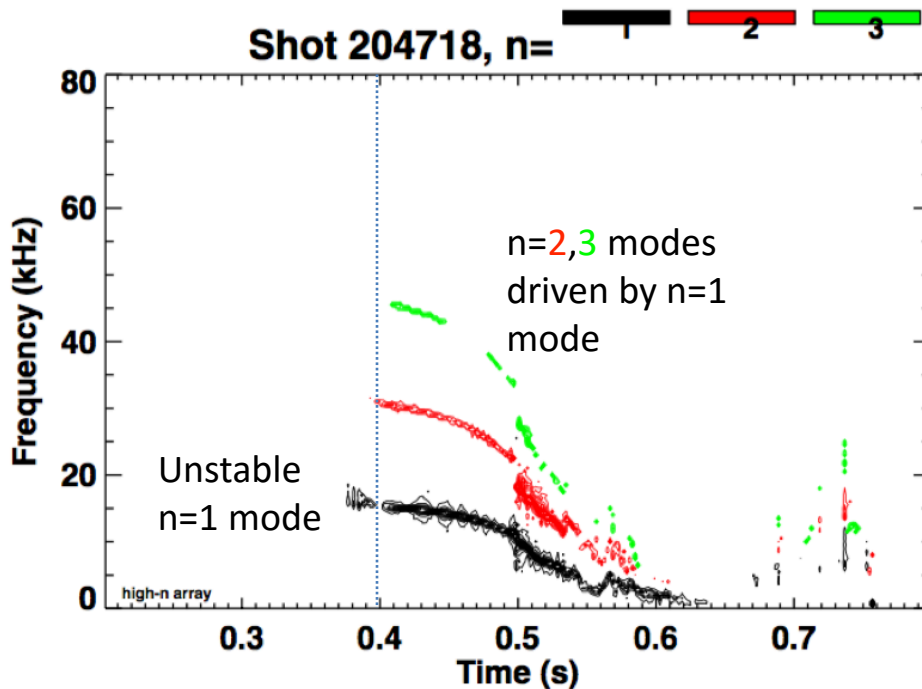 1 2 3
Shot 204718, n=
80
60
40
20
0
Frequency (kHz)
n=2,3 modes
driven by n=1
mode
Unstable
n=1 mode
high-n array
0.3 0.4 0.5 0.6 0.7
Time (s)